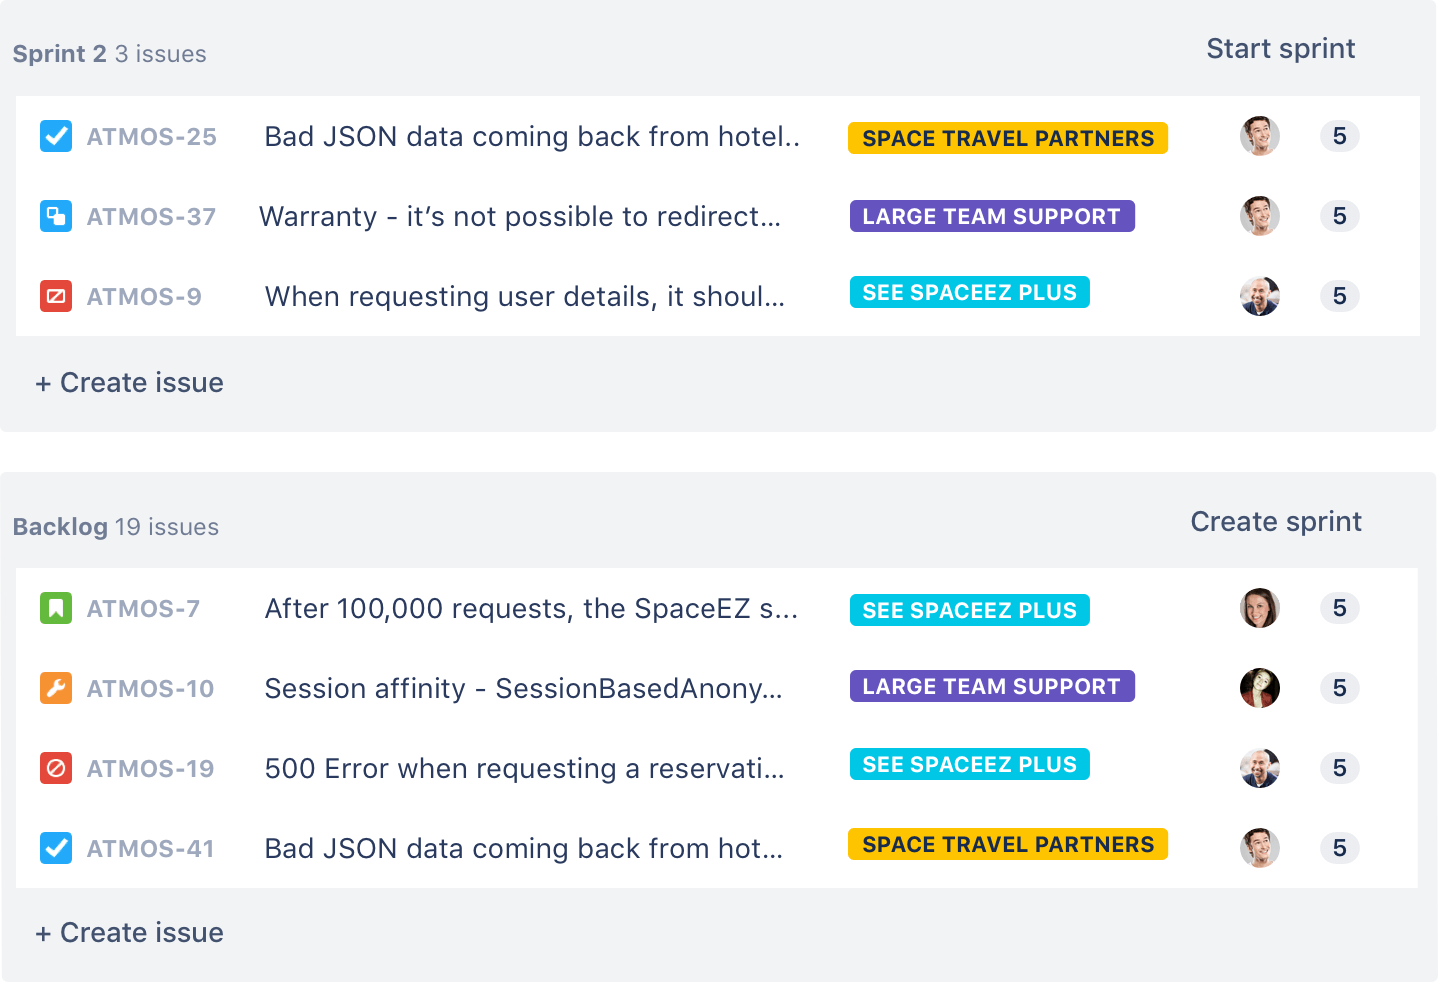 Sprint 2 3 issues Start sprint
ATMOS-25 Bad JSON data coming back from hotel.. SPACE TRAVEL PARTNERS 5
ATMOS-37 Warranty - it’s not possible to redirect... LARGE TEAM SUPPORT 5
ATMOS-9 When requesting user details, it shoul... SEE SPACEEZ PLUS 5
+ Create issue
Backlog 19 issues Create sprint
ATMOS-7 After 100,000 requests, the SpaceEZ s... SEE SPACEEZ PLUS 5
ATMOS-10 Session affinity - SessionBasedAnony... LARGE TEAM SUPPORT 5
ATMOS-19 500 Error when requesting a reservati... SEE SPACEEZ PLUS 5
ATMOS-41 Bad JSON data coming back from hot... SPACE TRAVEL PARTNERS 5
+ Create issue